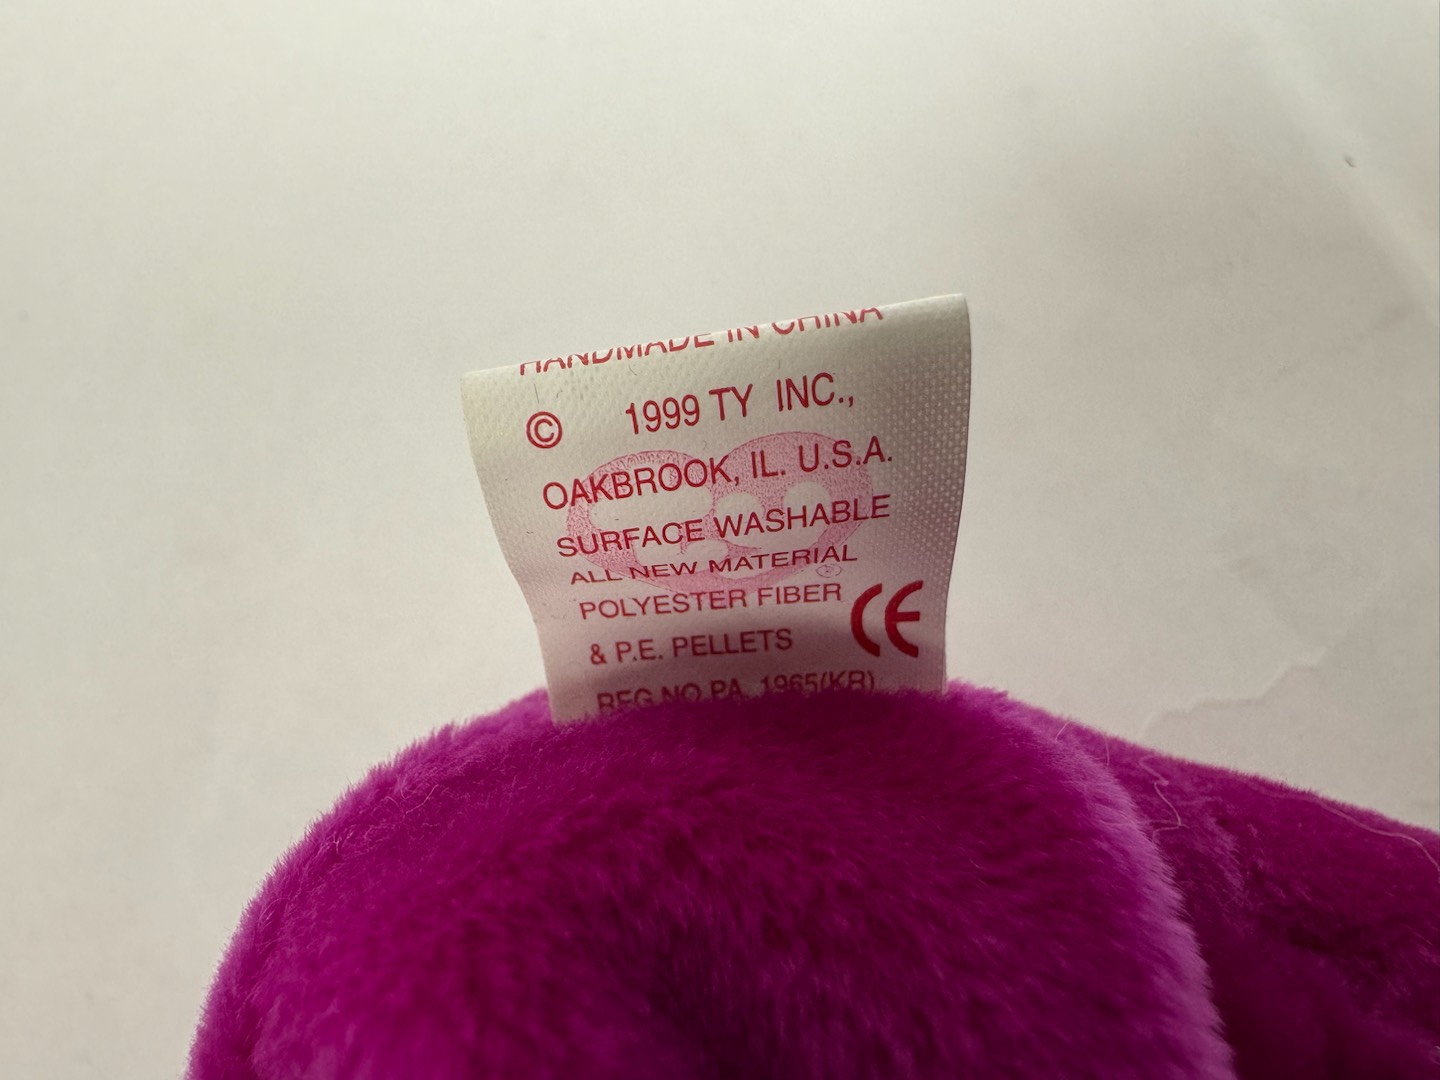 HANDMADE IN CHINA
© 1999 TY INC.,
OAKBROOK, IL. U.S.A.
SURFACE WASHABLE
ALL NEW MATERIAL
POLYESTER FIBER
& P.E. PELLETS
CE
REG.NO PA. 1965(KR)